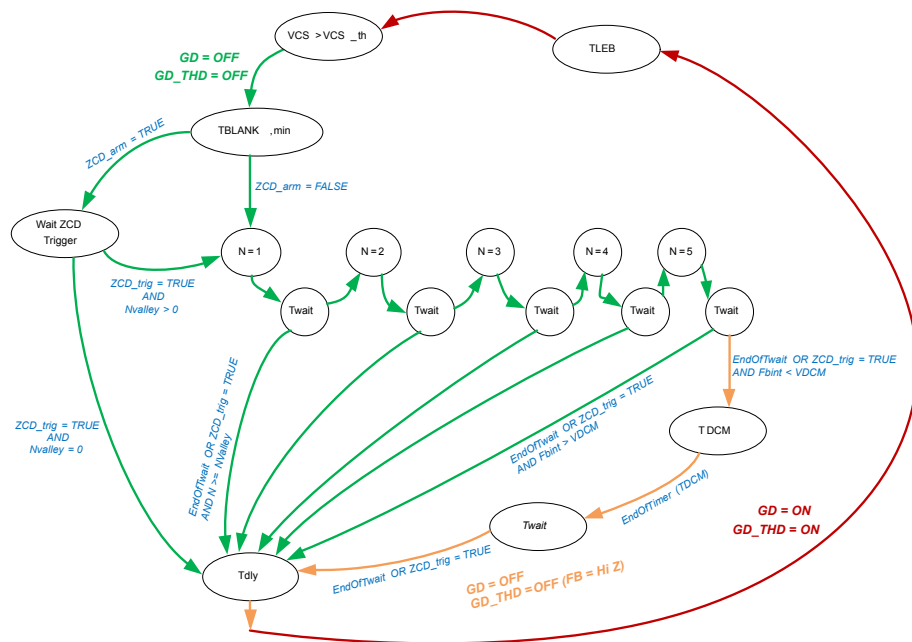 VCS > VCS _th
TLEB
GD = OFF
GD_THD = OFF
TBLANK ,min
ZCD_arm = TRUE
ZCD_arm = FALSE
Wait ZCD
Trigger
N = 1
N = 2
N = 3
N = 4
N = 5
ZCD_trig = TRUE
AND
Nvalley > 0
Twait
Twait
Twait
Twait
Twait
EndOfTwait OR ZCD_trig = TRUE
AND Fbint < VDCM
ZCD_trig = TRUE
AND
Nvalley = 0
EndOfTwait OR ZCD_trig = TRUE
AND N >= NValley
EndOfTwait OR ZCD_trig = TRUE
AND Fbint > VDCM
T DCM
EndOfTimer (TDCM)
Twait
GD = ON
GD_THD = ON
Tdly
EndOfTwait OR ZCD_trig = TRUE
GD = OFF
GD_THD =OFF (FB = Hi Z)